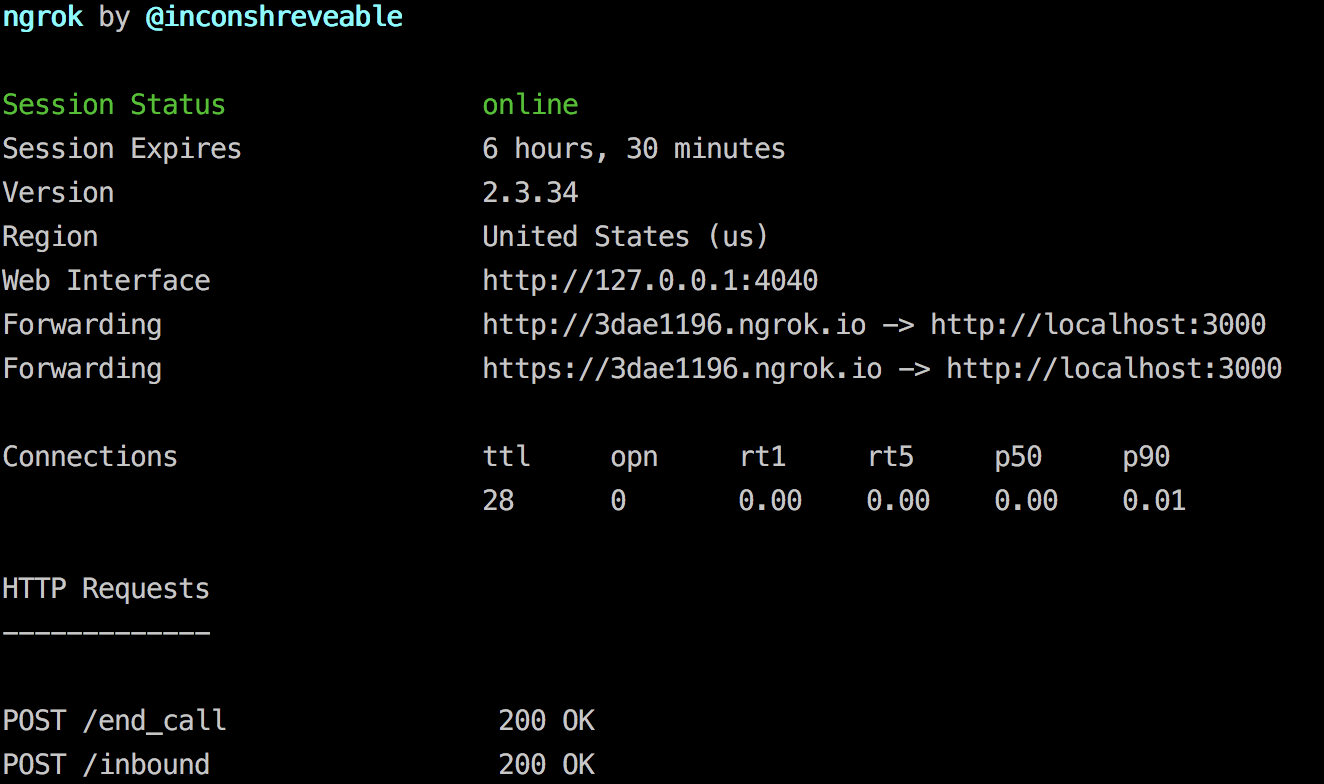 ngrok by @inconshreveable
Session Status online
Session Expires 6 hours, 30 minutes
Version 2.3.34
Region United States (us)
Web Interface http://127.0.0.1:4040
Forwarding http://3dae1196.ngrok.io -> http://localhost:3000
Forwarding https://3dae1196.ngrok.io -> http://localhost:3000
Connections ttl opn rt1 rt5 p50 p90
28 0 0.00 0.00 0.00 0.01
HTTP Requests
-------------
POST /end_call 200 OK
POST /inbound 200 OK